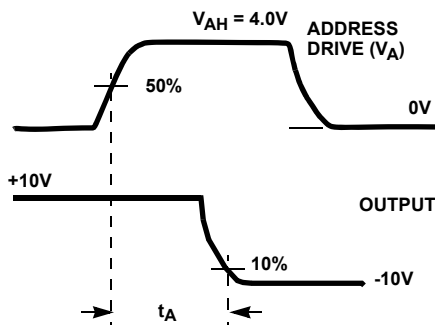 V_AH = 4.0V
ADDRESS
DRIVE (V_A)
50%
0V
+10V
OUTPUT
10%
-10V
t_A